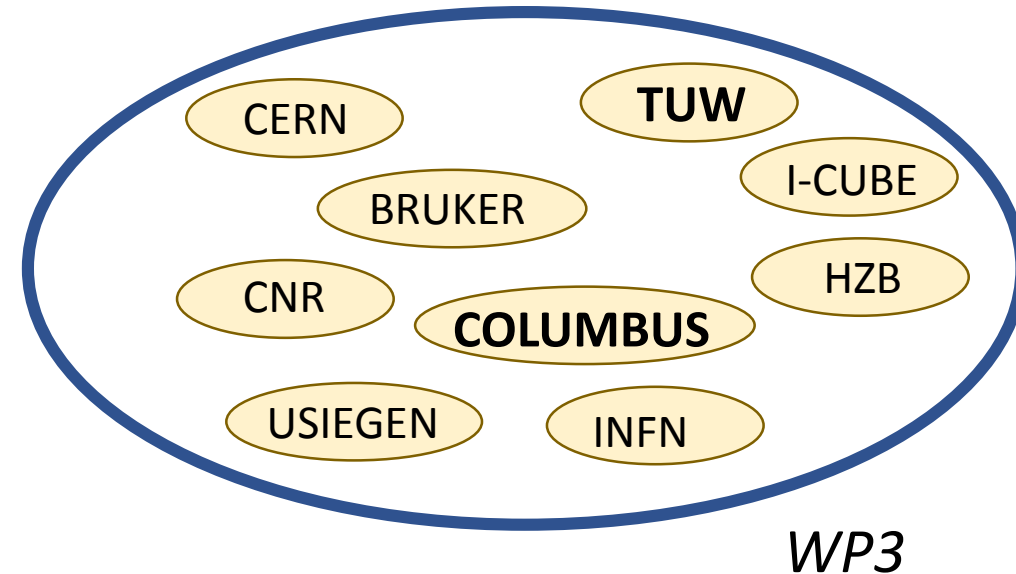 CERN
TUW
I-CUBE
BRUKER
HZB
CNR
COLUMBUS
USIEGEN
INFN
WP3